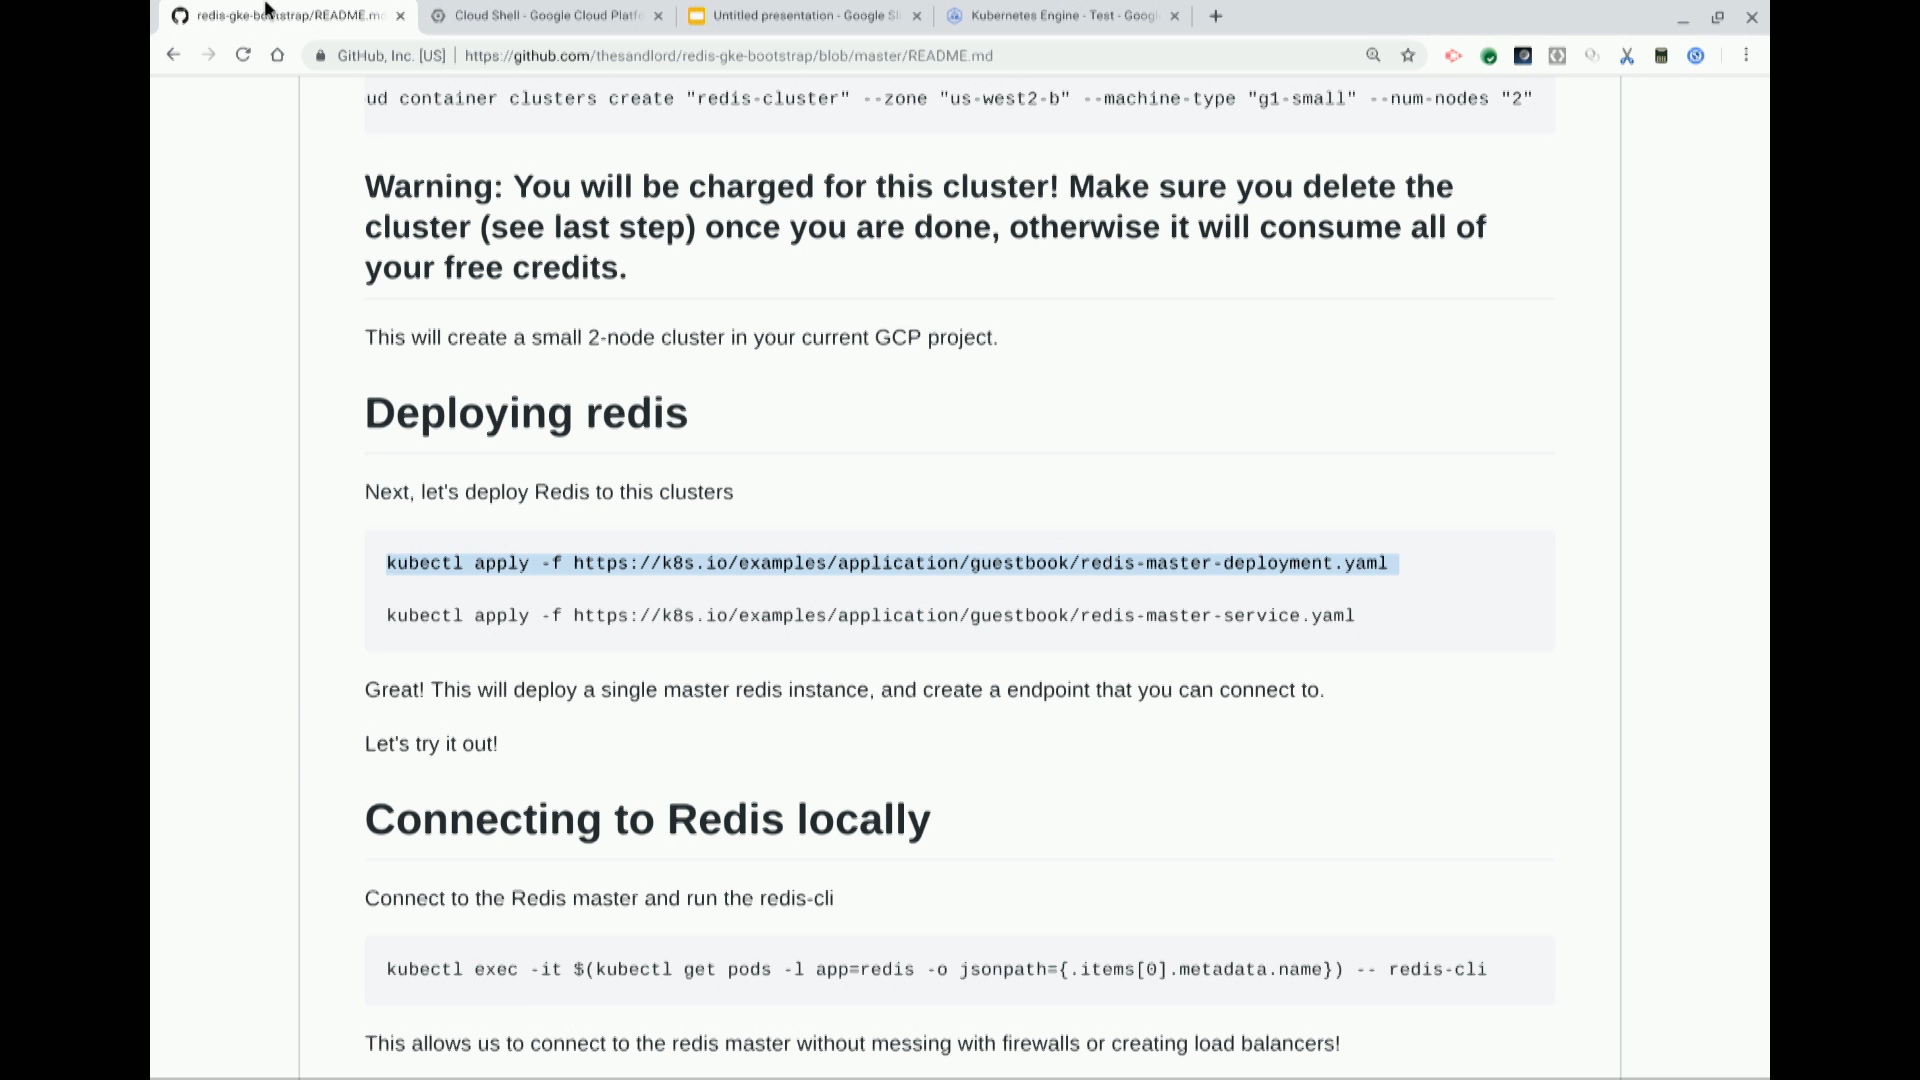 redis-gke-bootstrap/README.m
Cloud Shell - Google Cloud Platf
Untitled presentation - Google Sl
Kubernetes Engine - Test - Goog
GitHub, Inc. [US] | https://github.com/thesandlord/redis-gke-bootstrap/blob/master/README.md
ud container clusters create "redis-cluster" --zone "us-west2-b" --machine-type "g1-small" --num-nodes "2"
Warning: You will be charged for this cluster! Make sure you delete the
cluster (see last step) once you are done, otherwise it will consume all of
your free credits.
This will create a small 2-node cluster in your current GCP project.
Deploying redis
Next, let's deploy Redis to this clusters
kubectl apply -f https://k8s.io/examples/application/guestbook/redis-master-deployment.yaml
kubectl apply -f https://k8s.io/examples/application/guestbook/redis-master-service.yaml
Great! This will deploy a single master redis instance, and create a endpoint that you can connect to.
Let's try it out!
Connecting to Redis locally
Connect to the Redis master and run the redis-cli
kubectl exec -it $(kubectl get pods -l app=redis -o jsonpath={.items[0].metadata.name}) -- redis-cli
This allows us to connect to the redis master without messing with firewalls or creating load balancers!